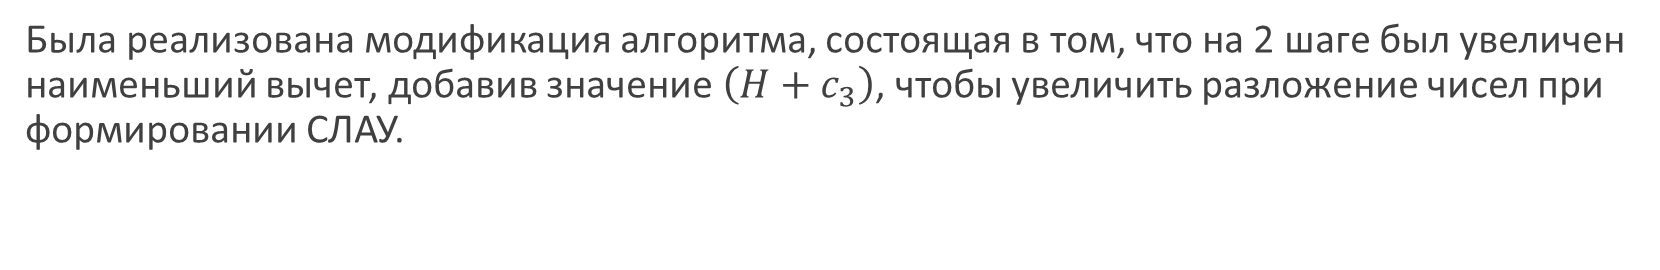 Была реализована модификация алгоритма, состоящая в том, что на 2 шаге был увеличен
наименьший вычет, добавив значение (H + c₃), чтобы увеличить разложение чисел при
формировании СЛАУ.